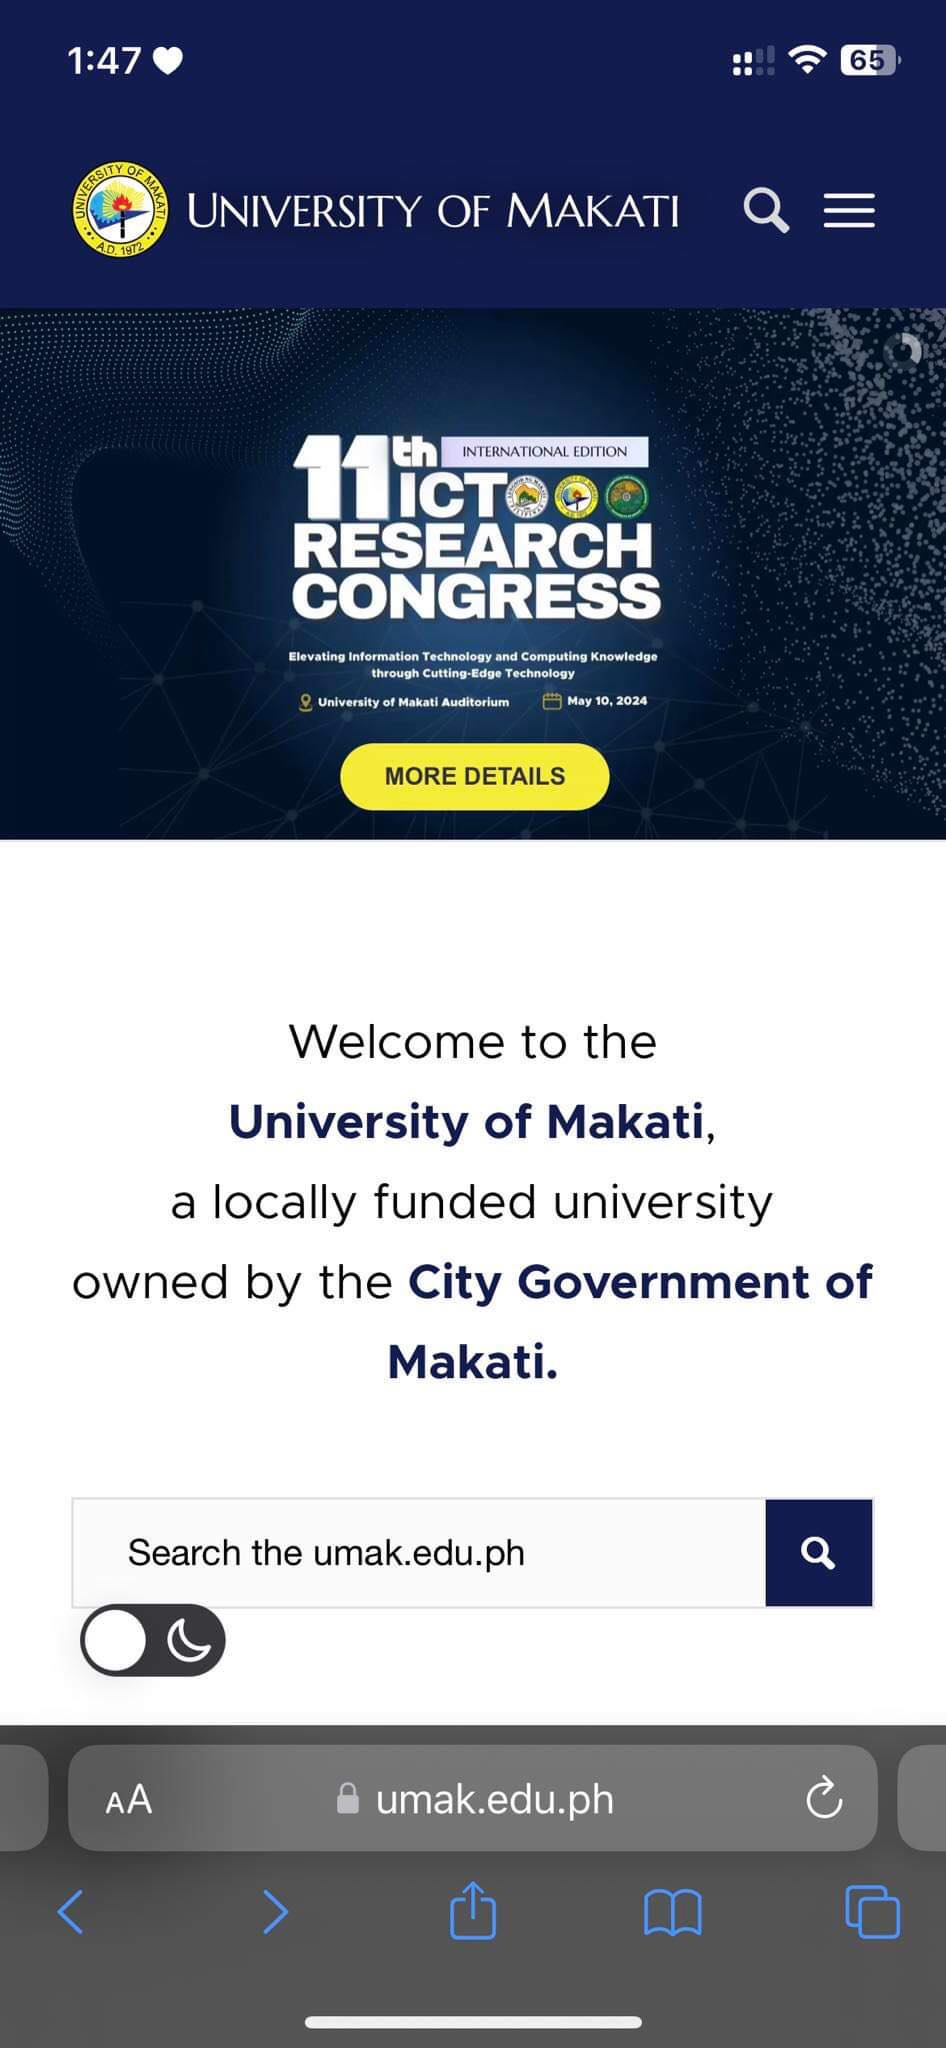 1:47
65
UNIVERSITY OF MAKATI
A.D. 1972
UNIVERSITY OF MAKATI
11th INTERNATIONAL EDITION
ICT
RESEARCH
CONGRESS
Elevating Information Technology and Computing Knowledge
through Cutting-Edge Technology
University of Makati Auditorium May 10, 2024
MORE DETAILS
Welcome to the
University of Makati,
a locally funded university
owned by the City Government of
Makati.
Search the umak.edu.ph
AA umak.edu.ph